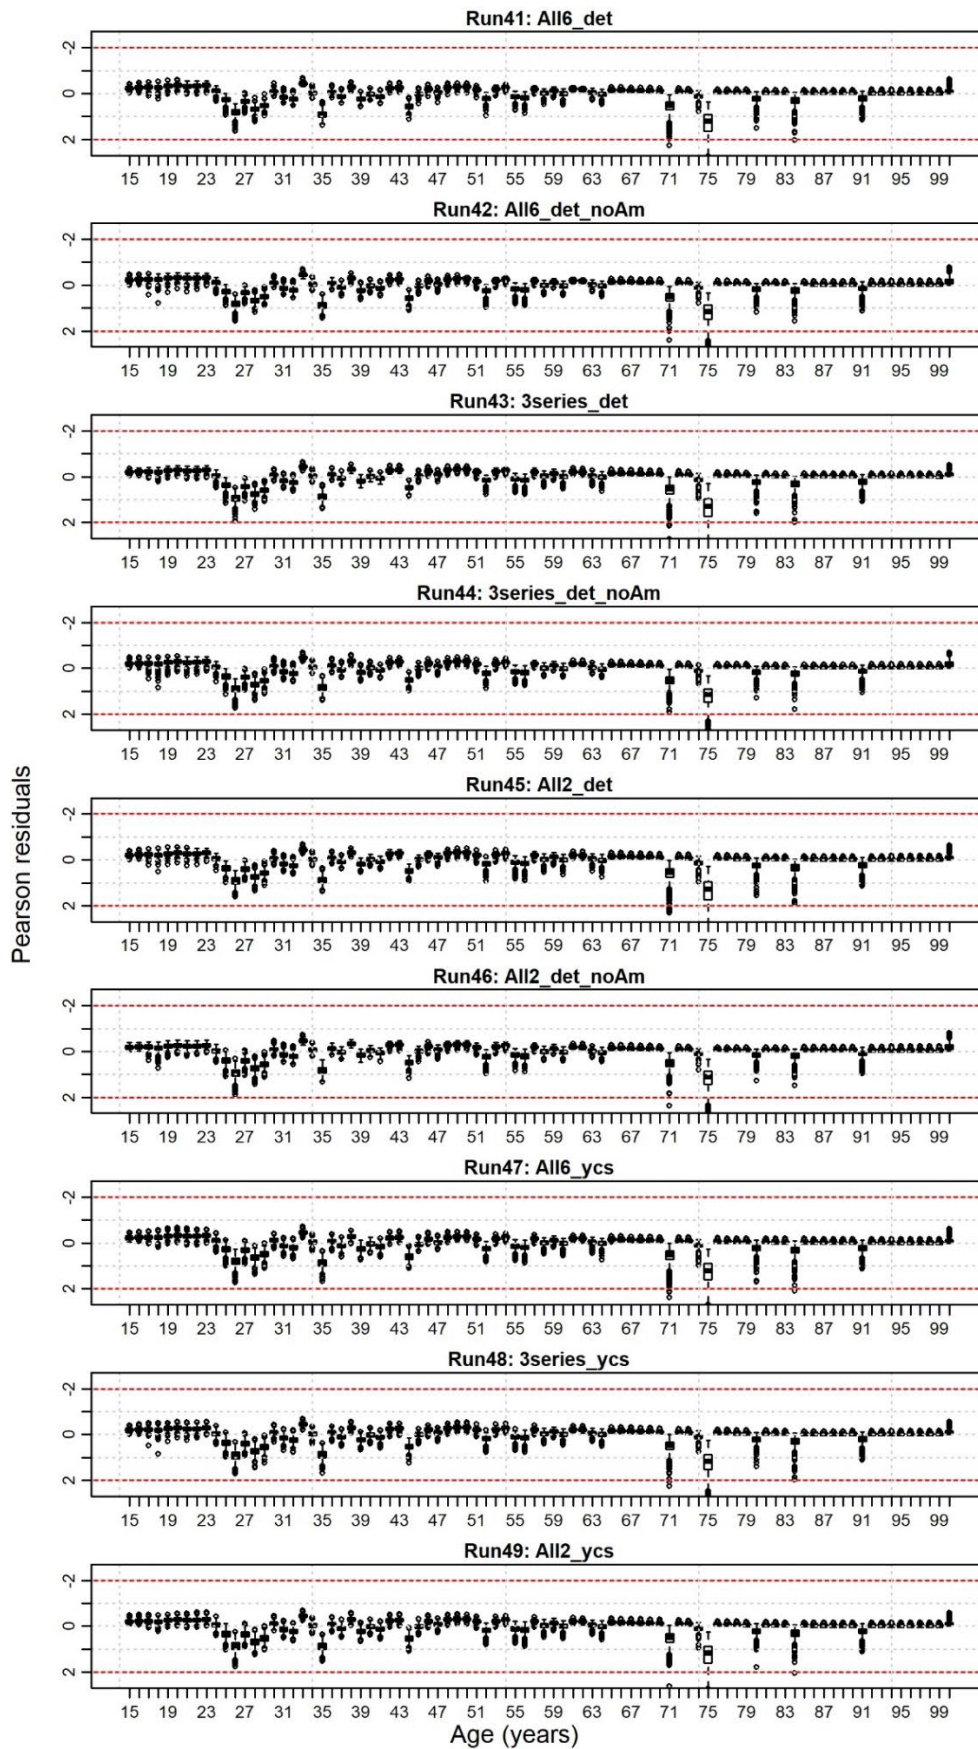 Run41: All6_det
-2
0
2
15 19 23 27 31 35 39 43 47 51 55 59 63 67 71 75 79 83 87 91 95 99
Run42: All6_det_noAm
-2
0
2
15 19 23 27 31 35 39 43 47 51 55 59 63 67 71 75 79 83 87 91 95 99
Run43: 3series_det
-2
0
2
15 19 23 27 31 35 39 43 47 51 55 59 63 67 71 75 79 83 87 91 95 99
Run44: 3series_det_noAm
-2
0
2
15 19 23 27 31 35 39 43 47 51 55 59 63 67 71 75 79 83 87 91 95 99
Pearson residuals
Run45: All2_det
-2
0
2
15 19 23 27 31 35 39 43 47 51 55 59 63 67 71 75 79 83 87 91 95 99
Run46: All2_det_noAm
-2
0
2
15 19 23 27 31 35 39 43 47 51 55 59 63 67 71 75 79 83 87 91 95 99
Run47: All6_ycs
-2
0
2
15 19 23 27 31 35 39 43 47 51 55 59 63 67 71 75 79 83 87 91 95 99
Run48: 3series_ycs
-2
0
2
15 19 23 27 31 35 39 43 47 51 55 59 63 67 71 75 79 83 87 91 95 99
Run49: All2_ycs
-2
0
2
15 19 23 27 31 35 39 43 47 51 55 59 63 67 71 75 79 83 87 91 95 99
Age (years)